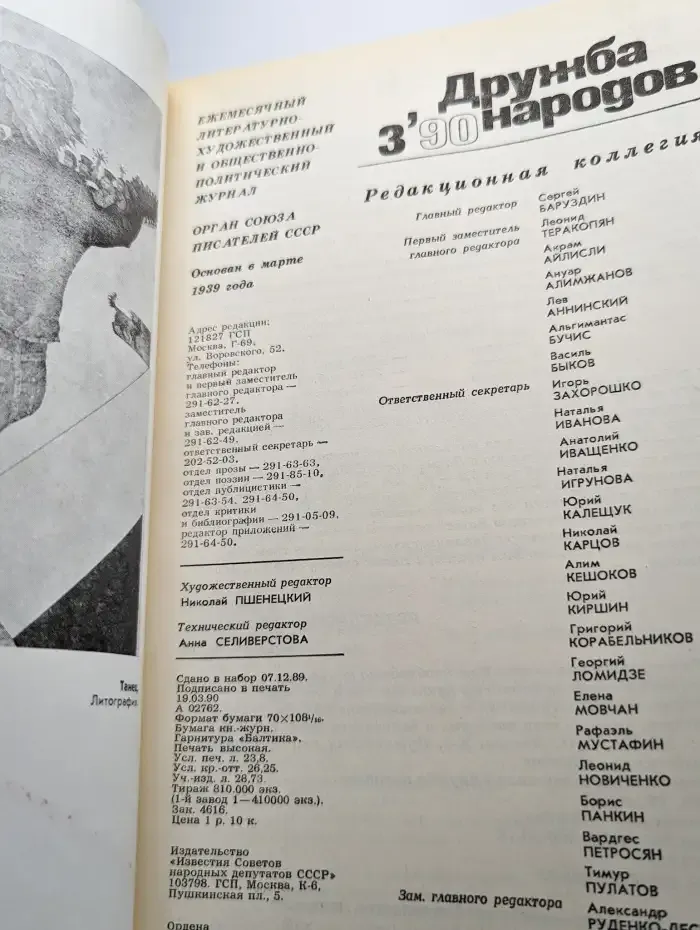 Танец.
Литография
ЕЖЕМЕСЯЧНЫЙ
ЛИТЕРАТУРНО-
ХУДОЖЕСТВЕННЫЙ
И ОБЩЕСТВЕННО-
ПОЛИТИЧЕСКИЙ
ЖУРНАЛ
ОРГАН СОЮЗА
ПИСАТЕЛЕЙ СССР
Основан в марте
1939 года
Адрес редакции:
121827 ГСП
Москва, Г-69,
ул. Воровского, 52.
Телефоны:
главный редактор
и первый заместитель
главного редактора —
291-62-27.
заместитель
главного редактора
и зав. редакцией —
291-62-49.
ответственный секретарь —
202-52-03.
отдел прозы — 291-63-63,
отдел поэзии — 291-85-10,
отдел публицистики —
291-63-54. 291-64-50,
отдел критики
и библиографии — 291-05-09.
редактор приложений —
291-64-50.
Художественный редактор
Николай ПШЕНЕЦКИЙ
Технический редактор
Анна СЕЛИВЕРСТОВА
Сдано в набор 07.12.89.
Подписано в печать
19.03.90
А 02762.
Формат бумаги 70×108 1/16.
Бумага кн.-журн.
Гарнитура «Балтика».
Печать высокая.
Усл. печ. л. 23,8.
Усл. кр.-отт. 26,25.
Уч.-изд. л. 28,73.
Тираж 810.000 экз.
(1-й завод 1—410000 экз.).
Зак. 4616.
Цена 1 р. 10 к.
Издательство
«Известия Советов
народных депутатов СССР»
103798. ГСП, Москва, К-6,
Пушкинская пл., 5.
Ордена
Дружба
3'90 народов
Редакционная коллегия
Главный редактор Сергей
БАРУЗДИН
Первый заместитель Леонид
главного редактора ТЕРАКОПЯН
Акрам
АЙЛИСЛИ
Ануар
АЛИМЖАНОВ
Лев
АННИНСКИЙ
Альгимантас
БУЧИС
Василь
БЫКОВ
Ответственный секретарь Игорь
ЗАХОРОШКО
Наталья
ИВАНОВА
Анатолий
ИВАЩЕНКО
Наталья
ИГРУНОВА
Юрий
КАЛЕЩУК
Николай
КАРЦОВ
Алим
КЕШОКОВ
Юрий
КИРШИН
Григорий
КОРАБЕЛЬНИКОВ
Георгий
ЛОМИДЗЕ
Елена
МОВЧАН
Рафаэль
МУСТАФИН
Леонид
НОВИЧЕНКО
Борис
ПАНКИН
Вардгес
ПЕТРОСЯН
Тимур
ПУЛАТОВ
Зам. главного редактора Александр
РУДЕНКО-ДЕС